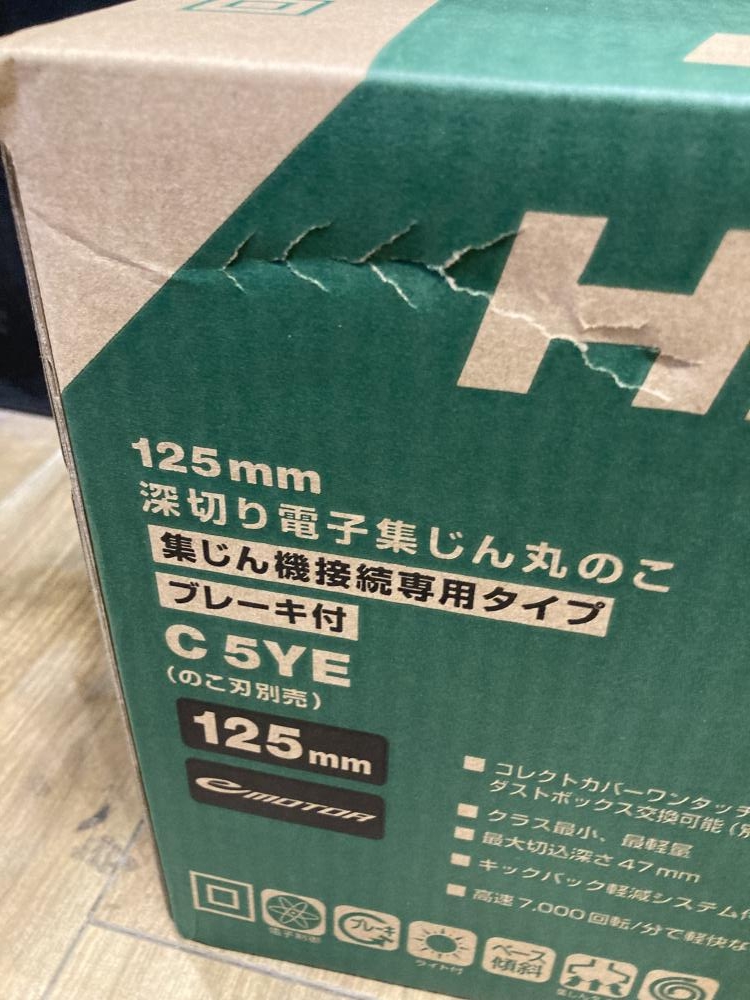 H
125mm
深切り電子集じん丸のこ
集じん機接続専用タイプ
ブレーキ付
C 5YE
(のこ刃別売)
125mm
eMOTOR
■ コレクトカバーワンタッチ
ダストボックス交換可能(別
■ クラス最小、最軽量
■ 最大切込深さ47mm
■ キックバック軽減システム
■ 高速7,000回転/分で軽快な
電子制御
ブレーキ
ライト付
ベース
傾斜